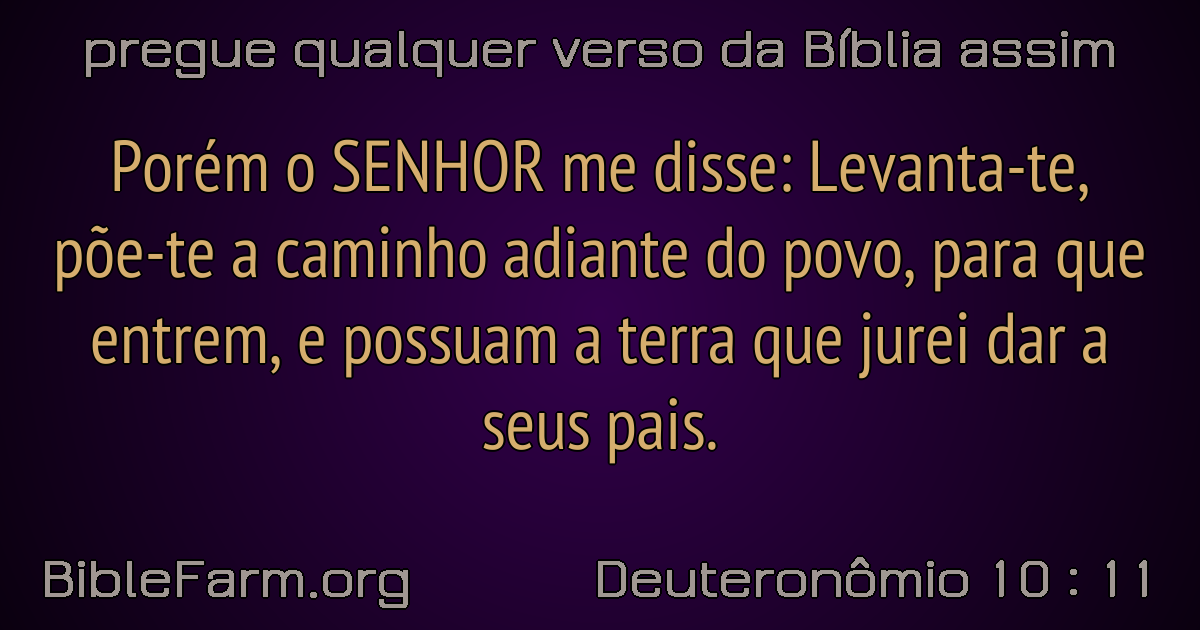 pregue qualquer verso da Bíblia assim
Porém o SENHOR me disse: Levanta-te,
põe-te a caminho adiante do povo, para que
entrem, e possuam a terra que jurei dar a
seus pais.
BibleFarm.org
Deuteronômio 10 : 11